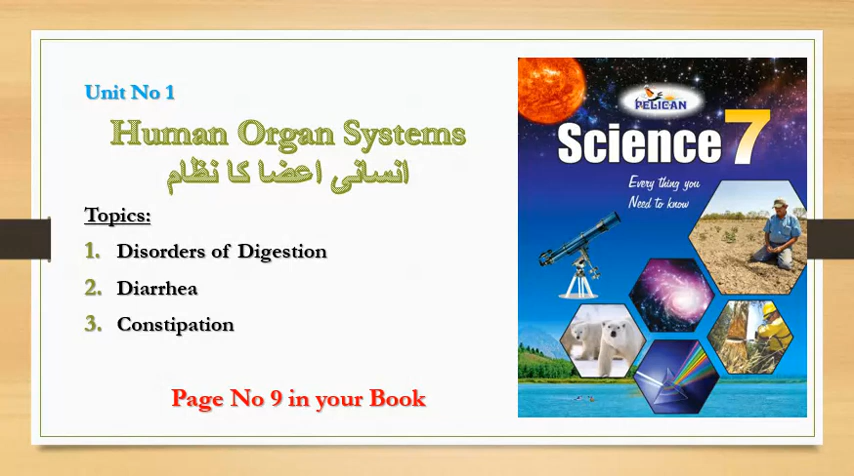 Unit No 1
Human Organ Systems
انسانی اعضا کا نظام
Topics:
1. Disorders of Digestion
2. Diarrhea
3. Constipation
Page No 9 in your Book
PELICAN
Science 7
Every thing you
Need to know